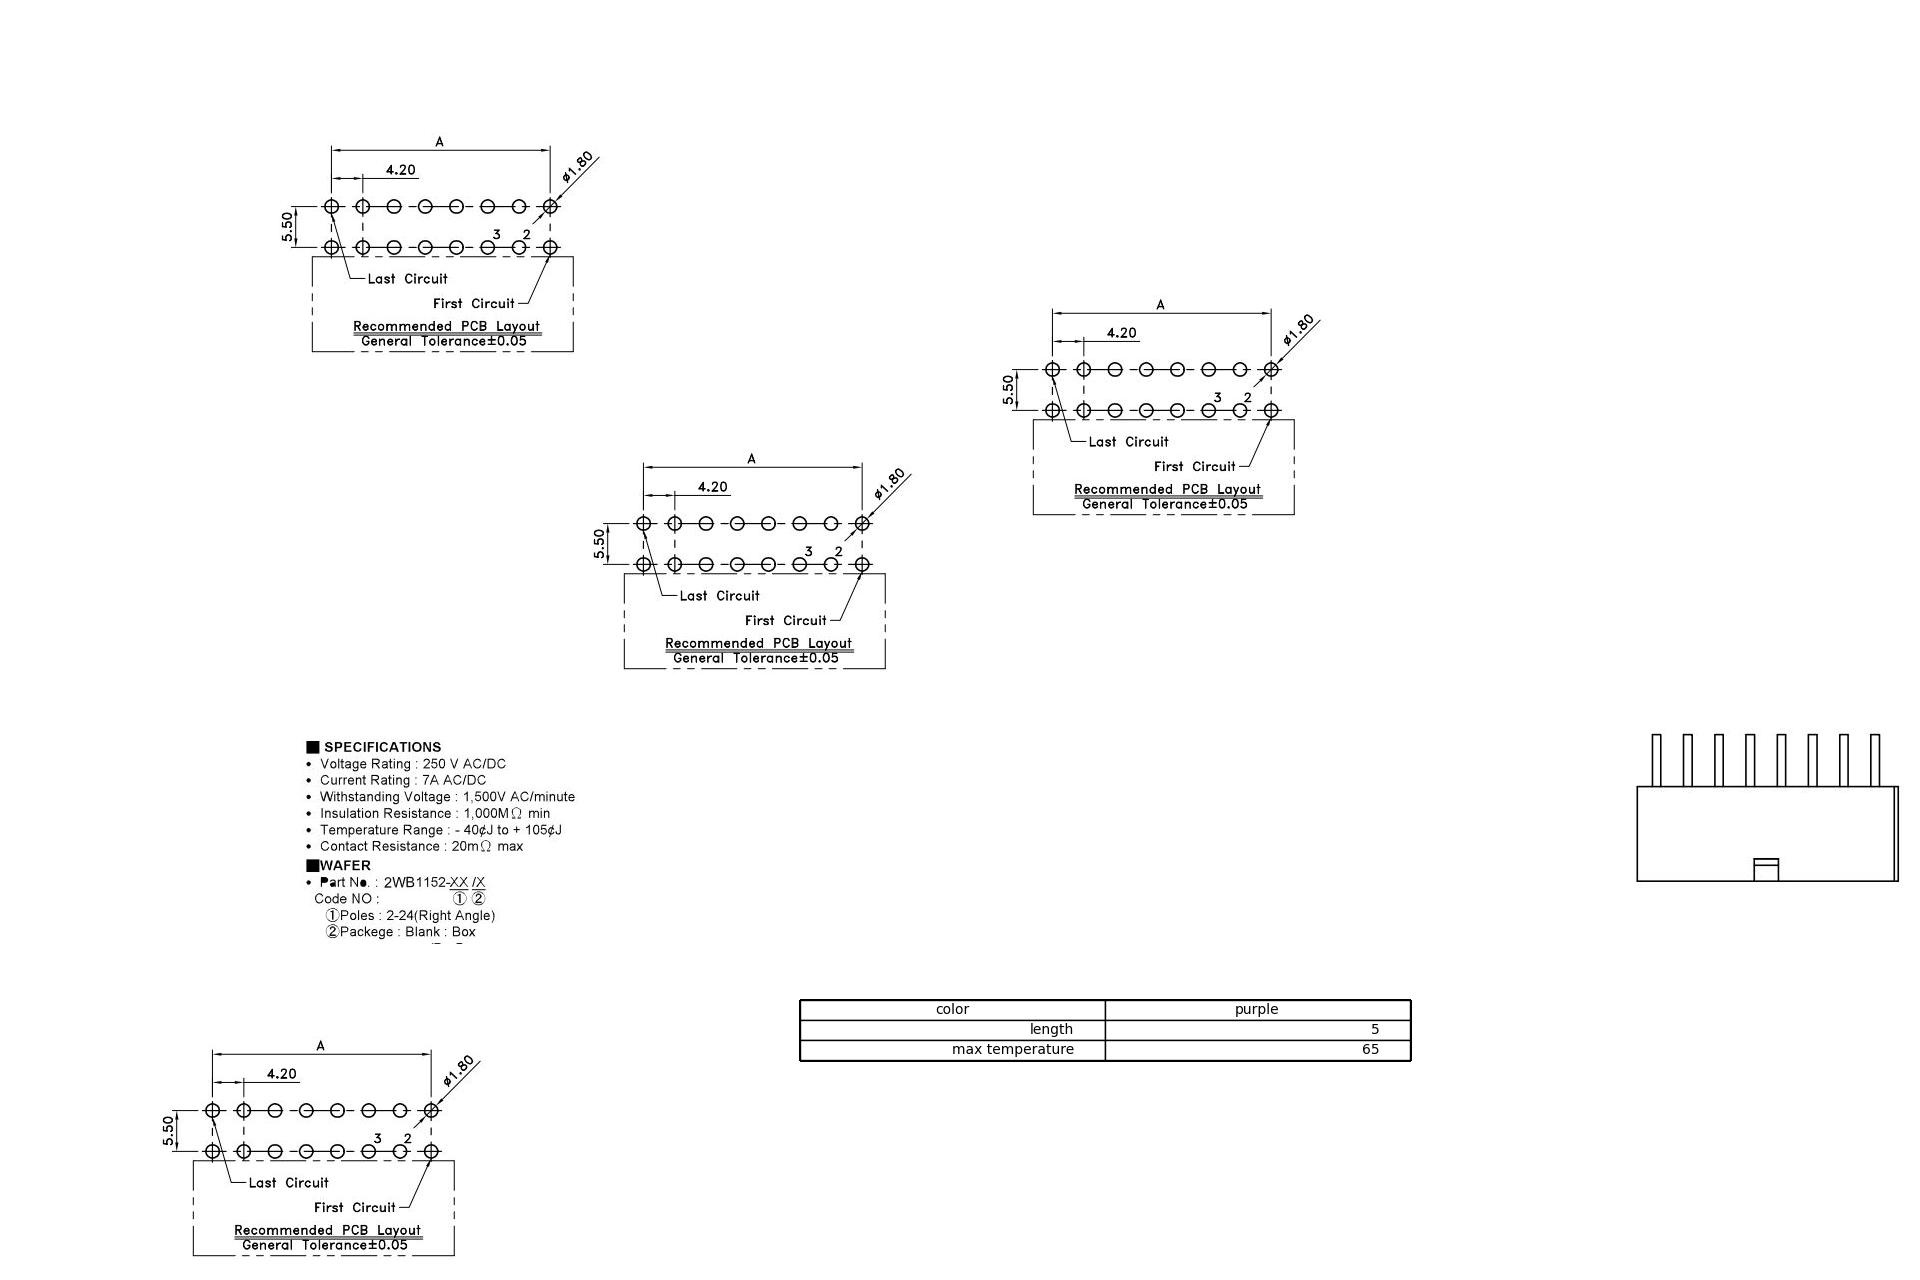 A
4.20
ø1.80
5.50
3 2
Last Circuit
First Circuit
Recommended PCB Layout
General Tolerance±0.05
A
4.20
ø1.80
5.50
3 2
Last Circuit
First Circuit
Recommended PCB Layout
General Tolerance±0.05
A
4.20
ø1.80
5.50
3 2
Last Circuit
First Circuit
Recommended PCB Layout
General Tolerance±0.05
■ SPECIFICATIONS
• Voltage Rating : 250 V AC/DC
• Current Rating : 7A AC/DC
• Withstanding Voltage : 1,500V AC/minute
• Insulation Resistance : 1,000MΩ min
• Temperature Range : - 40¢J to + 105¢J
• Contact Resistance : 20mΩ max
■WAFER
• Part No. : 2WB1152-XX /X
Code NO : ① ②
①Poles : 2-24(Right Angle)
②Packege : Blank : Box
color purple
length 5
max temperature 65
A
4.20
ø1.80
5.50
3 2
Last Circuit
First Circuit
Recommended PCB Layout
General Tolerance±0.05